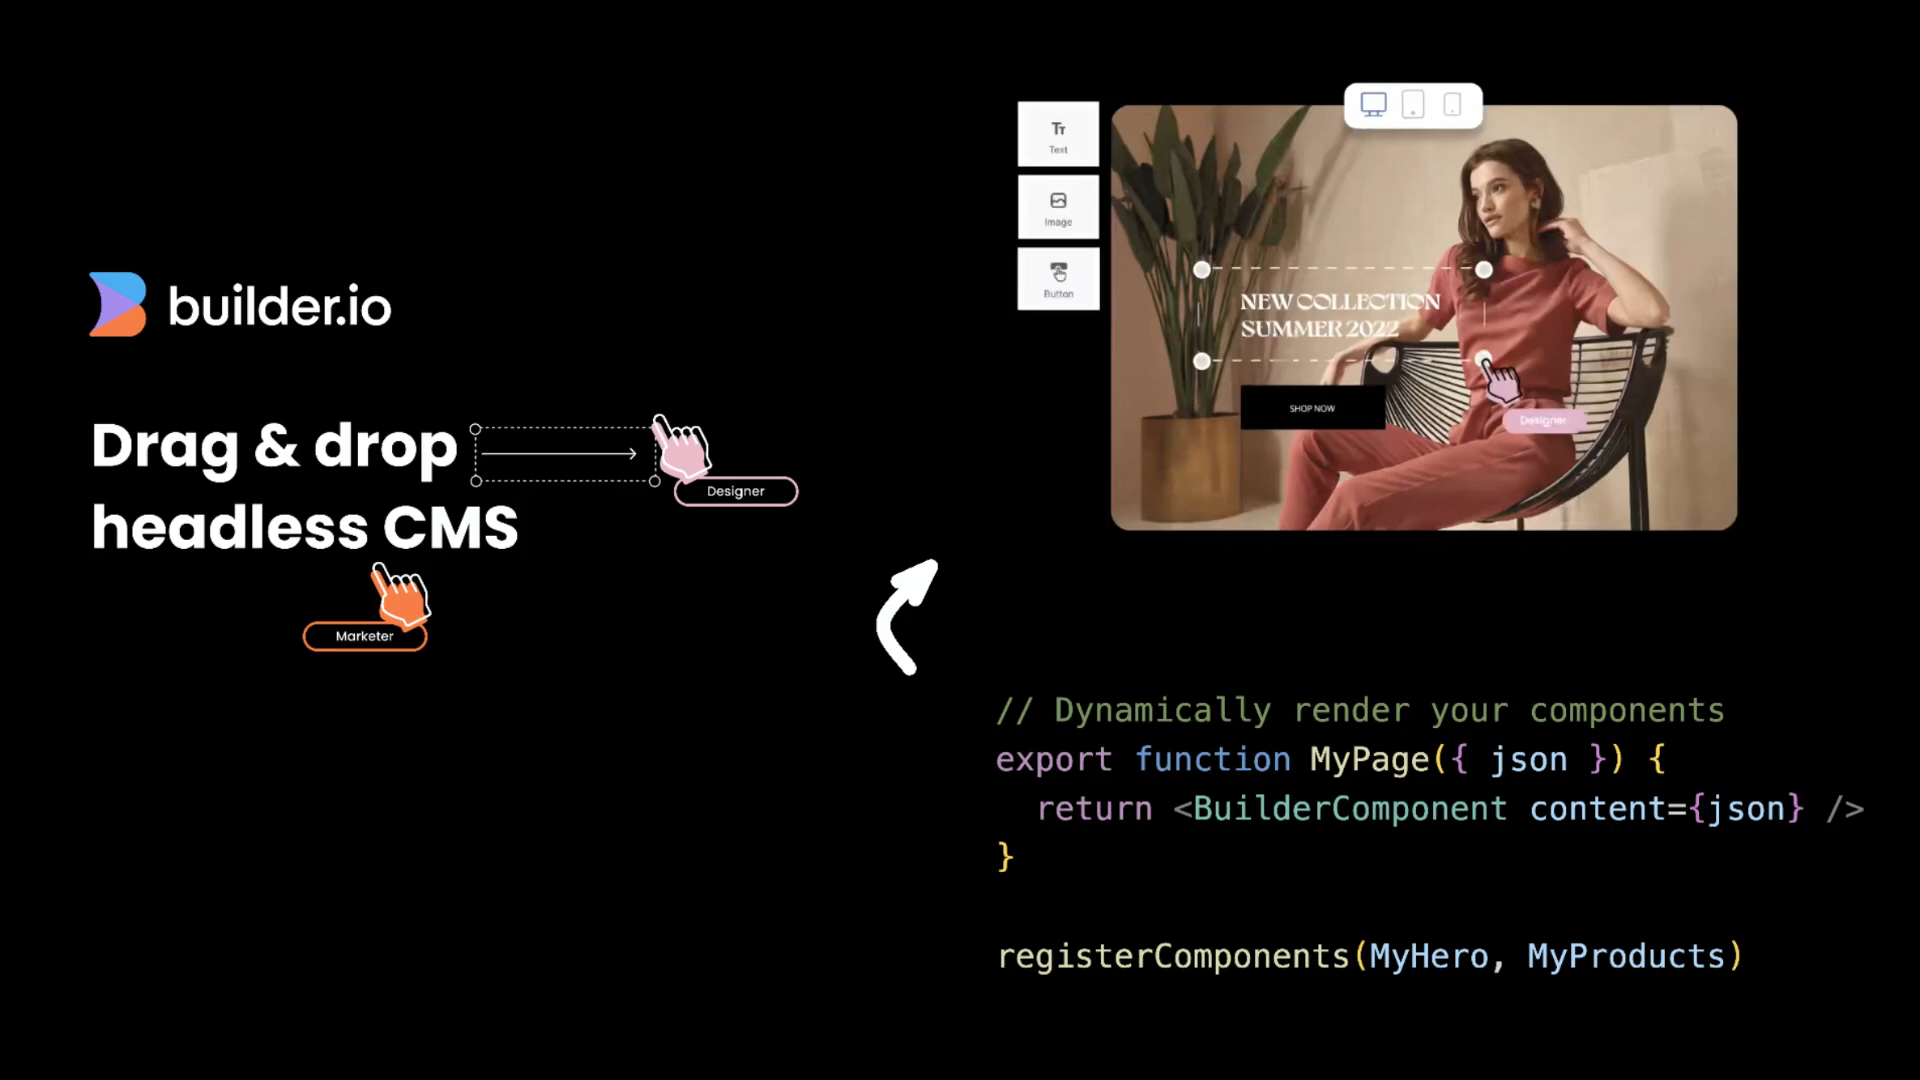 builder.io
Drag & drop
Designer
headless CMS
Marketer
Tт
Text
Image
Button
NEW COLLECTION
SUMMER 2022
SHOP NOW
Designer
// Dynamically render your components
export function MyPage({ json }) {
  return <BuilderComponent content={json} />
}
registerComponents(MyHero, MyProducts)